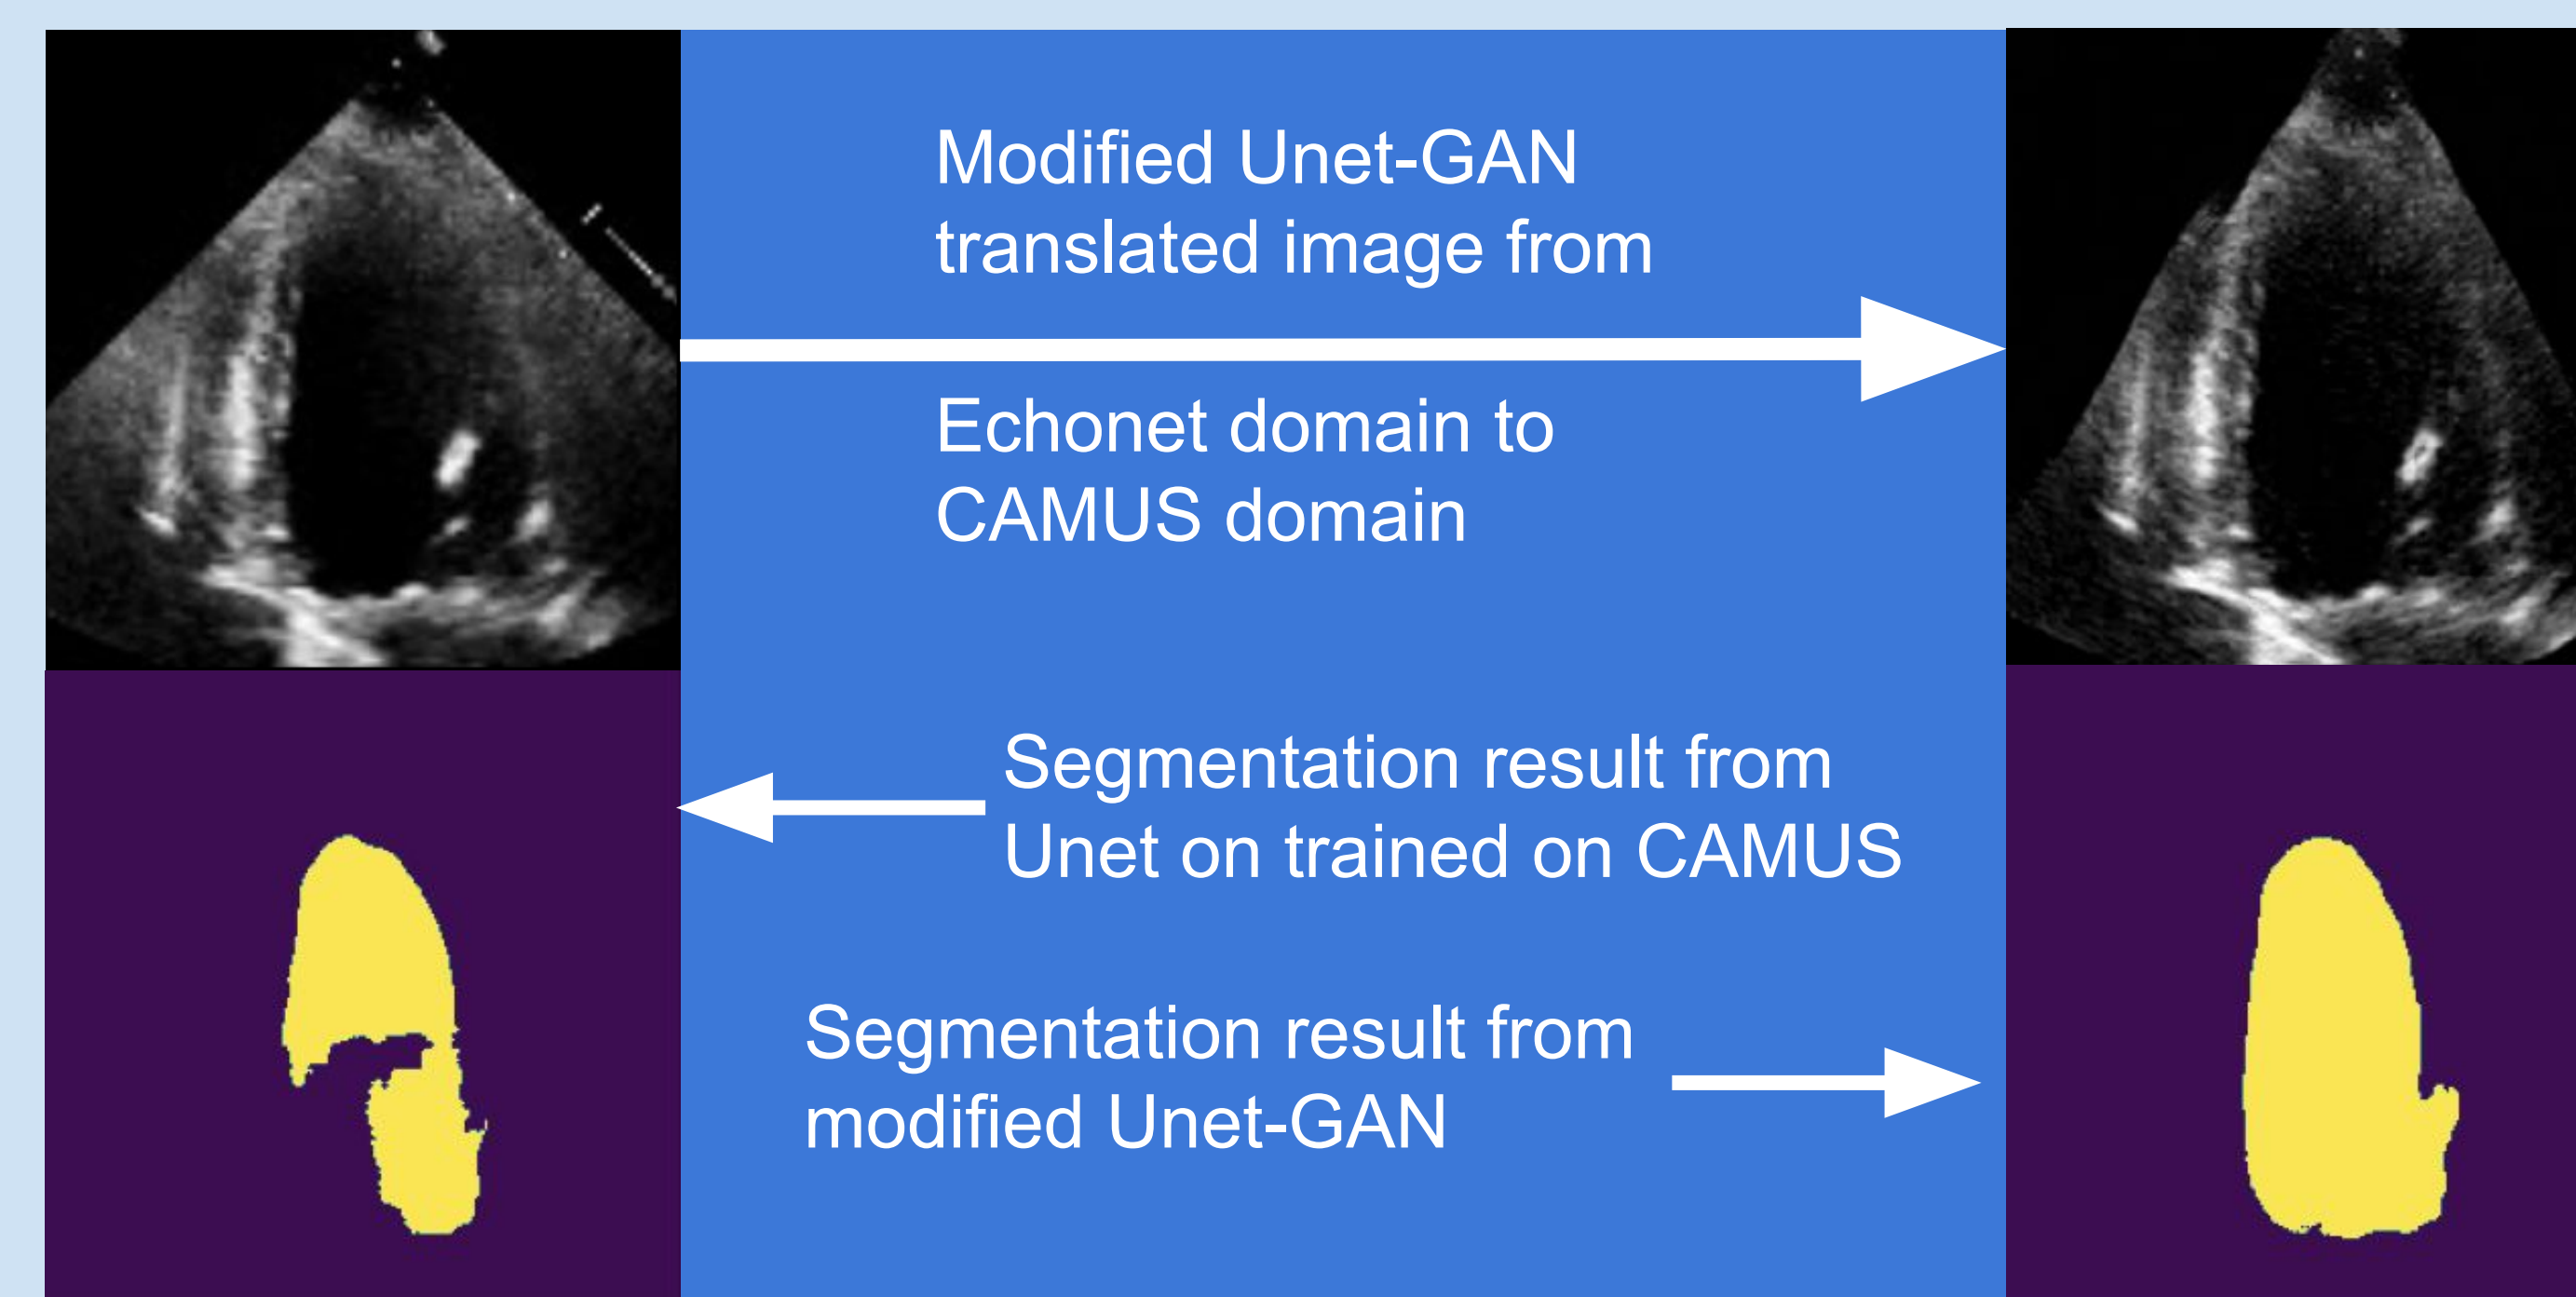 Modified Unet-GAN
translated image from
Echonet domain to
CAMUS domain
Segmentation result from
Unet on trained on CAMUS
Segmentation result from
modified Unet-GAN